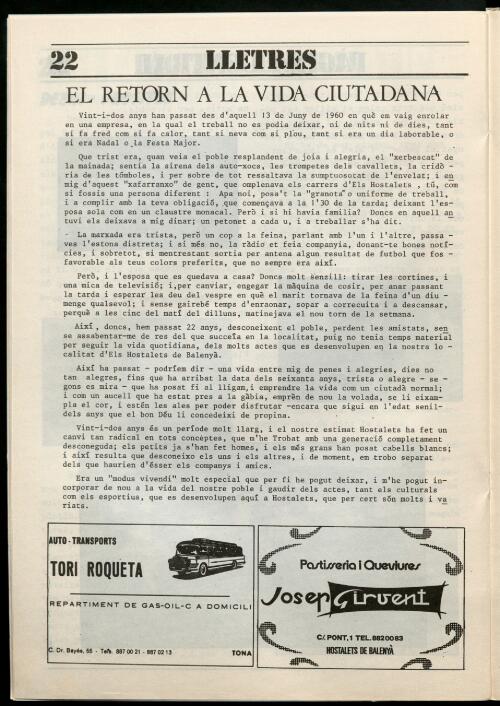 22
LLETRES
EL RETORN A LA VIDA CIUTADANA
Vint-i-dos anys han passat des d'aquell 13 de Juny de 1960 en què em vaig enrolar
en una empresa, en la qual el treball no es podia deixar, ni de nits ni de dies, tant
si fa fred com si fa calor, tant si neva com si plou, tant si era un dia laborable, o
si era Nadal o la Festa Major.
Que trist era, quan veia el poble resplandent de joia i alegria, el "xerbescat" de
la mainada; sentia la sirena dels auto-xocs, les trompetes dels cavallets, la cridò -
ria de les tómboles, i per sobre de tot ressaltava la sumptuosotat de l'envelat; i en
mig d'aquest "xafarranxo" de gent, que omplenava els carrers d'Els Hostalets , tú, com
si fossis una persona diferent : Apa noi, posa't la "granota" o uniforme de treball,
i a complir amb la teva obligació, que començava a la 1'30 de la tarda; deixant l'es-
posa sola com en un claustre monacal. Però i si hi havia família? Doncs en aquell an
tuvi els deixava a mig dinar; un petonet a cada u, i a treballar s'ha dit.
La marxada era trista, però un cop a la feina, parlant amb l'un i l'altre, passa -
ves l'estona distrets; i si més no, la ràdio et feia companyia, donant-te bones notí-
cies, i sobretot, si mentrestant sortia per antena algun resultat de futbol que fos -
favorable als teus colors preferits, que no sempre era així.
Però, i l'esposa que es quedava a casa? Doncs molt senzill: tirar les cortines, i
una mica de televisió; i,per canviar, engegar la màquina de cosir, per anar passant
la tarda i esperar les deu del vespre en què el marit tornava de la feina d'un diu -
menge qualsevol; i sense gairebé temps d'enraonar, sopar a correcuita i a descansar,
perquè a les cinc del matí del dilluns, matinejava el nou torn de la setmana.
Així , doncs, hem passat 22 anys, desconeixent el poble, perdent les amistats, sen
se assabentar-me de res del que succeïa en la localitat, puig no tenia temps material
per seguir la vida quotidiana, dels molts actes que es desenvolupen en la nostra lo -
calitat d'Els Hostalets de Balenyà.
Així ha passat - podríem dir - una vida entre mig de penes i alegries, dies no
tan alegres, fins que ha arribat la data dels seixanta anys, trista o alegre - se -
gons es mira - que ha posat fi al lligam,i emprendre la vida com un ciutadà normal;
i com un aucell que ha estat pres a la gàbia, emprèn de nou la volada, se li eixam-
pla el cor, i estén les ales per poder disfrutar -encara que sigui en l'edat senil-
dels anys que el bon Déu li concedeixi de propina.
Vint-i-dos anys és un període molt llarg, i el nostre estimat Hostalets ha fet un
canvi tan radical en tots concèptes, que m'he Trobat amb una generació completament
desconeguda; els petits ja s'han fet homes, i els més grans han posat cabells blancs;
i així resulta que desconeixo els uns i els altres, i de moment, em trobo separat
dels que haurien d'ésser els companys i amics.
Era un "modus vivendi" molt especial que per fi he pogut deixar, i m'he pogut in-
corporar de nou a la vida del nostre poble i gaudir dels actes, tant els culturals
com els esportius, que es desenvolupen aquí a Hostalets, que per cert són molts i va
riats.
AUTO-TRANSPORTS
TORI ROQUETA
REPARTIMENT DE GAS-OIL-C A DOMICILI
C. Dr. Bayés, 55 - Tels. 887 00 21 - 887 02 13 TONA
Pastisseria i Queviures
Josep Girvent
C/ PONT, 1 TEL. 8820083
HOSTALETS DE BALENYÀ